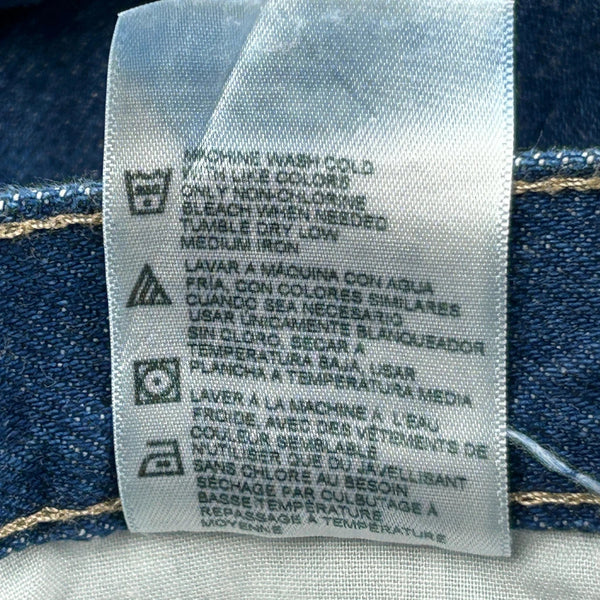 MACHINE WASH COLD
WITH LIKE COLORS
ONLY NON-CHLORINE
BLEACH WHEN NEEDED
TUMBLE DRY LOW
MEDIUM IRON
LAVAR A MÁQUINA CON AGUA
FRÍA, CON COLORES SIMILARES
CUANDO SEA NECESARIO
USAR ÚNICAMENTE BLANQUEADOR
SIN CLORO, SECAR A
TEMPERATURA BAJA, USAR
PLANCHA A TEMPERATURA MEDIA
LAVER À LA MACHINE À L'EAU
FROIDE, AVEC DES VÊTEMENTS DE
COULEUR SEMBLABLE
N'UTILISER QUE DU JAVELLISANT
SANS CHLORE AU BESOIN
SÉCHAGE PAR CULBUTAGE À
BASSE TEMPÉRATURE
REPASSAGE À TEMPÉRATURE
MOYENNE